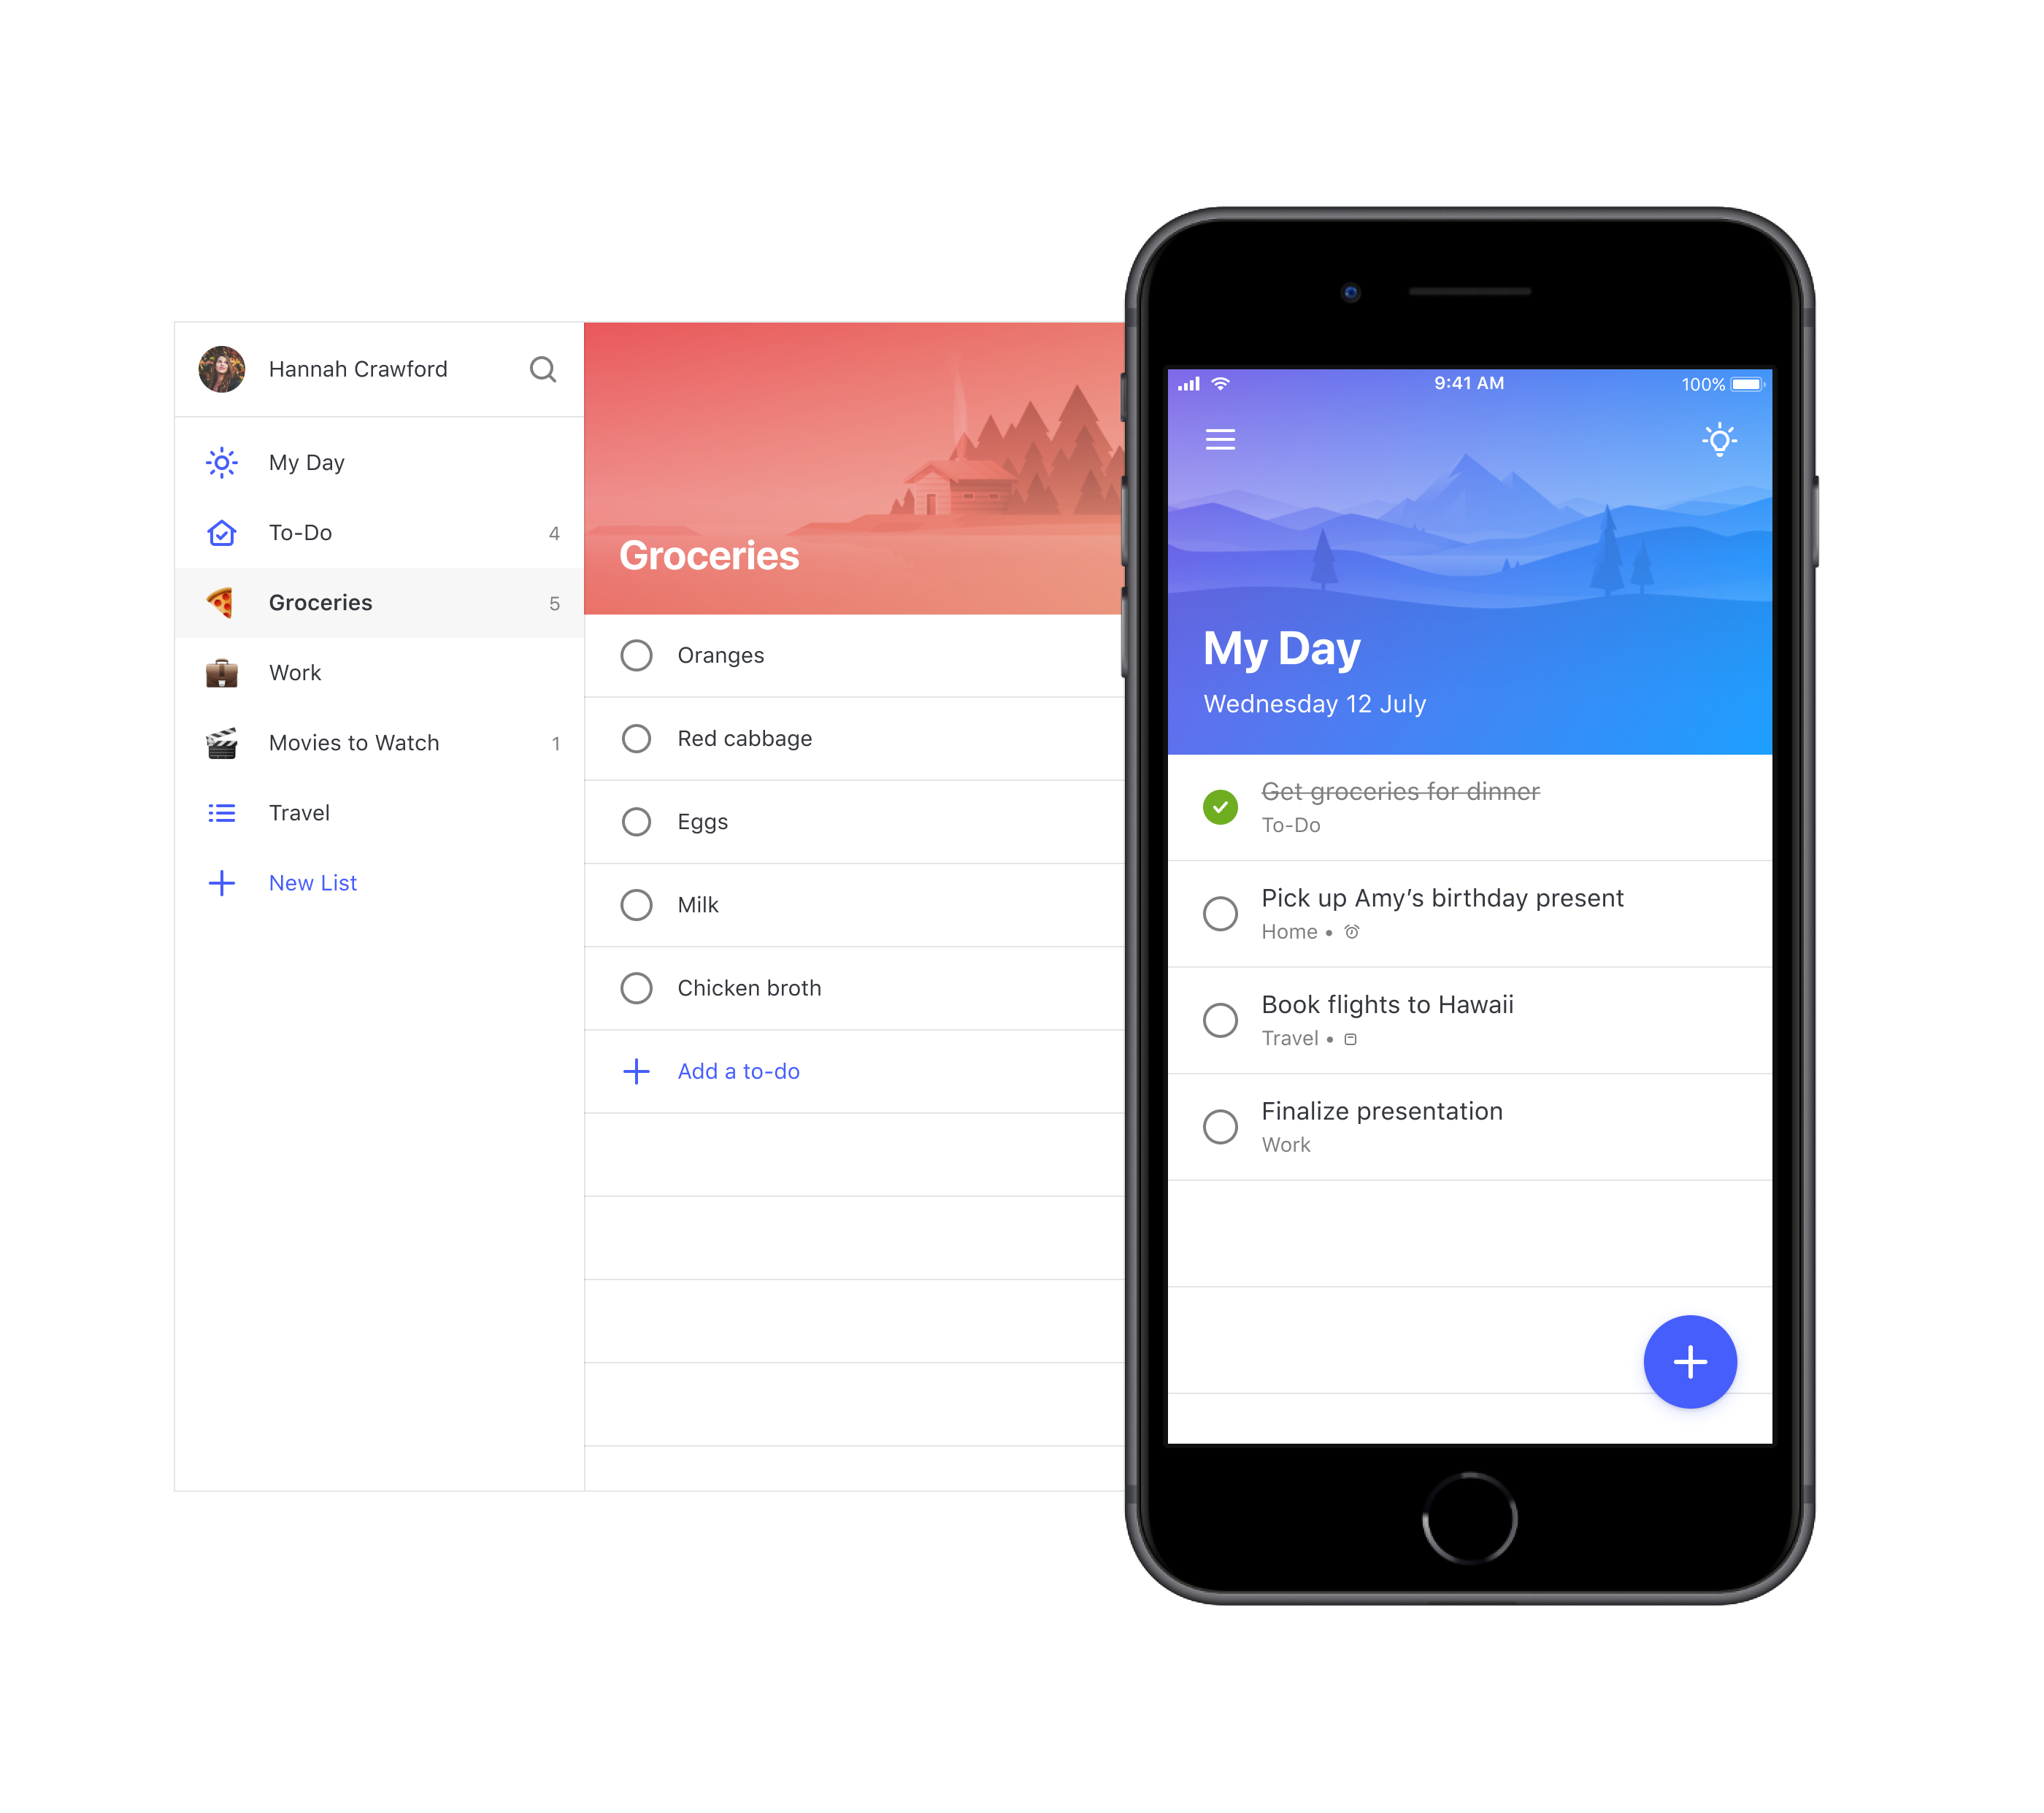 Hannah Crawford
My Day
To-Do 4
Groceries 5
Work
Movies to Watch 1
Travel
New List
Groceries
Oranges
Red cabbage
Eggs
Milk
Chicken broth
Add a to-do
9:41 AM 100%
My Day
Wednesday 12 July
Get groceries for dinner
To-Do
Pick up Amy’s birthday present
Home •
Book flights to Hawaii
Travel •
Finalize presentation
Work